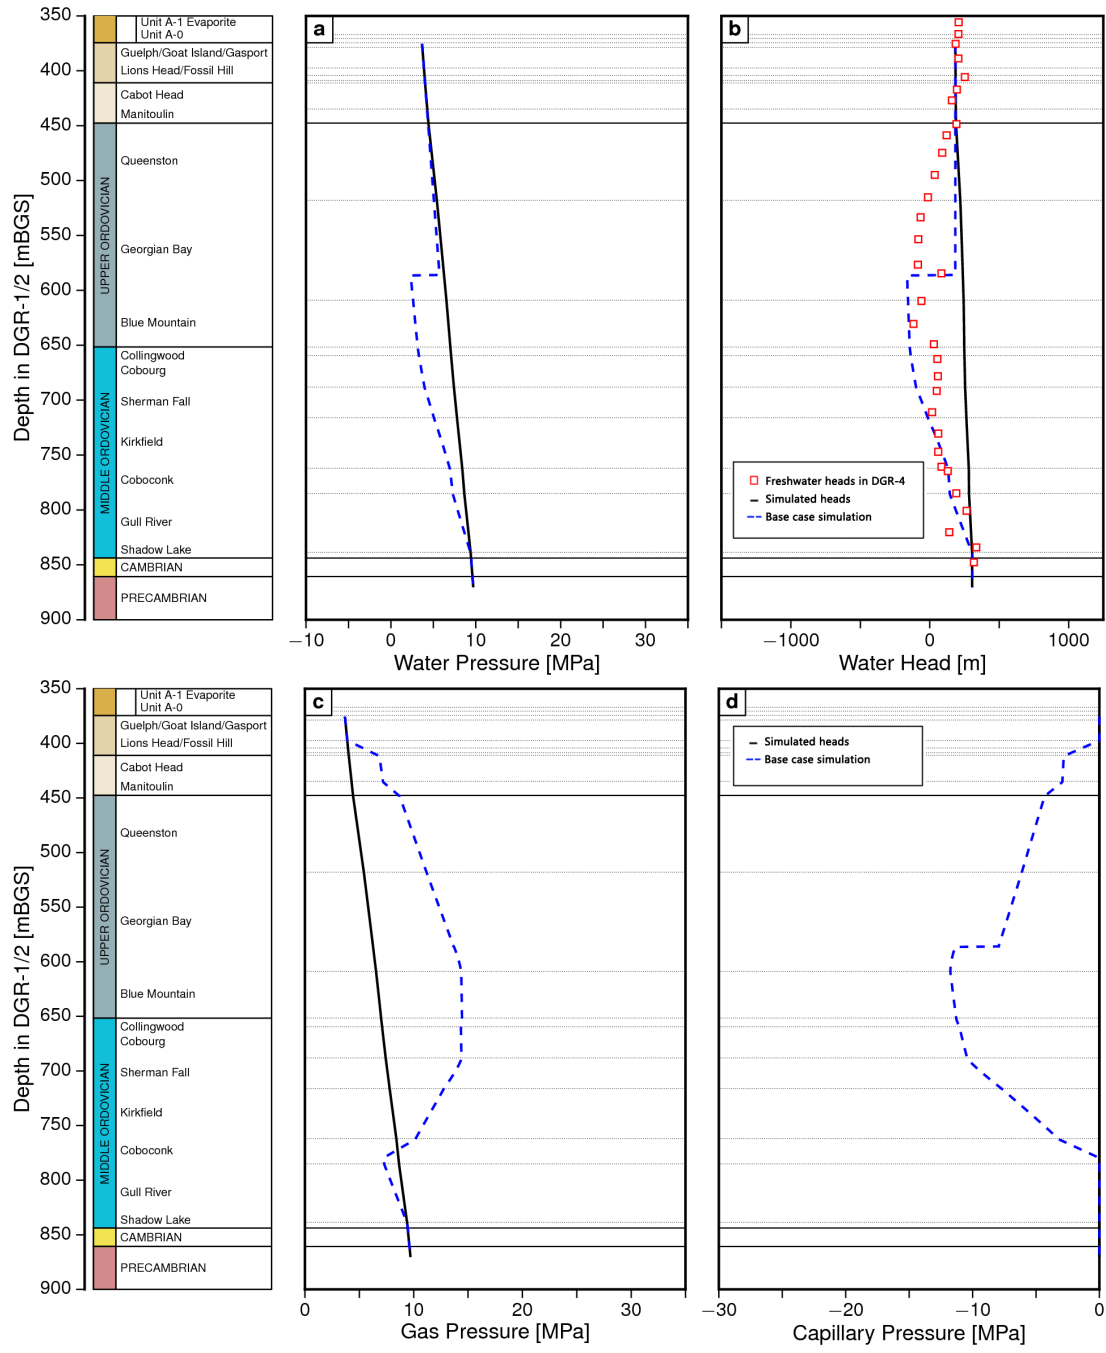 a
b
350
400
450
500
550
600
650
700
750
800
850
900
Depth in DGR-1/2 [mBGS]
Unit A-1 Evaporite
Unit A-0
Guelph/Goat Island/Gasport
Lions Head/Fossil Hill
Cabot Head
Manitoulin
UPPER ORDOVICIAN
Queenston
Georgian Bay
Blue Mountain
MIDDLE ORDOVICIAN
Collingwood
Cobourg
Sherman Fall
Kirkfield
Coboconk
Gull River
Shadow Lake
CAMBRIAN
PRECAMBRIAN
Freshwater heads in DGR-4
Simulated heads
Base case simulation
−10 0 10 20 30
Water Pressure [MPa]
−1000 0 1000
Water Head [m]
c
d
350
400
450
500
550
600
650
700
750
800
850
900
Depth in DGR-1/2 [mBGS]
Unit A-1 Evaporite
Unit A-0
Guelph/Goat Island/Gasport
Lions Head/Fossil Hill
Cabot Head
Manitoulin
UPPER ORDOVICIAN
Queenston
Georgian Bay
Blue Mountain
MIDDLE ORDOVICIAN
Collingwood
Cobourg
Sherman Fall
Kirkfield
Coboconk
Gull River
Shadow Lake
CAMBRIAN
PRECAMBRIAN
Simulated heads
Base case simulation
0 10 20 30
Gas Pressure [MPa]
−30 −20 −10 0
Capillary Pressure [MPa]